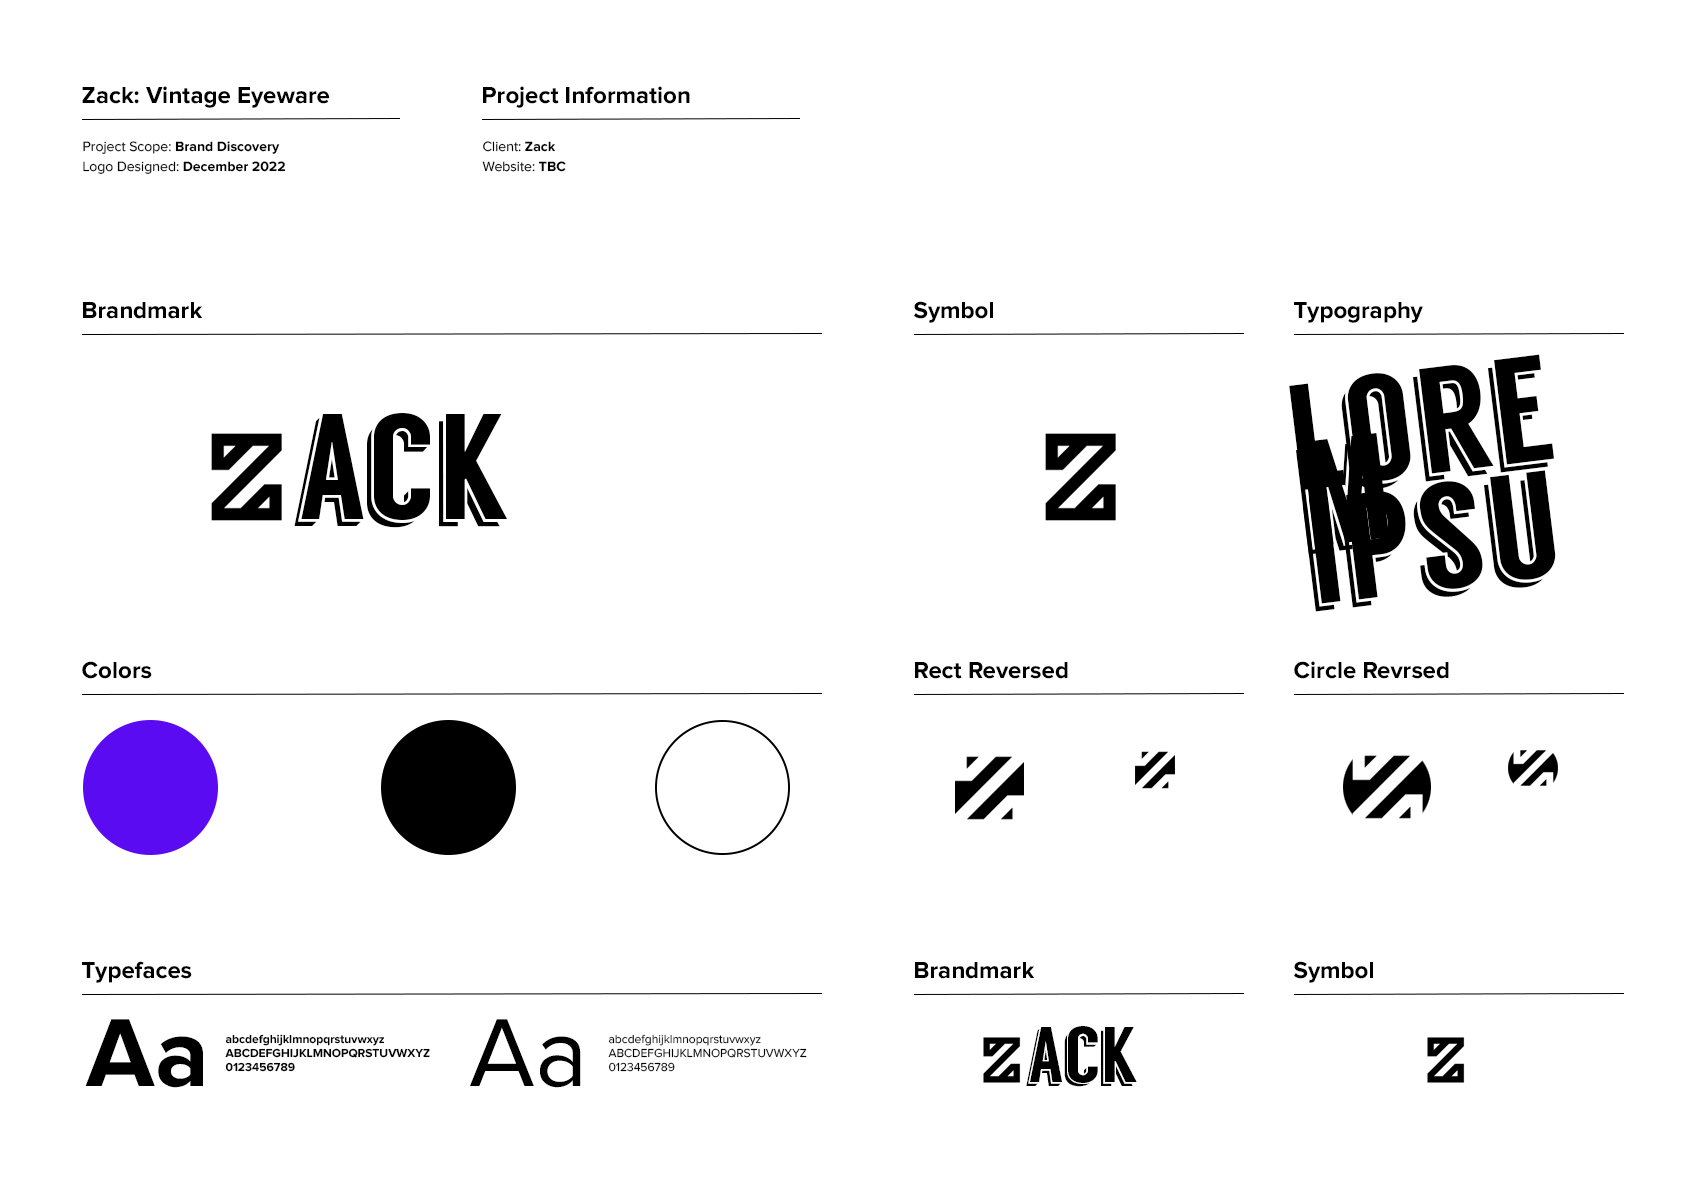 Zack: Vintage Eyeware
Project Scope: Brand Discovery
Logo Designed: December 2022
Project Information
Client: Zack
Website: TBC
Brandmark
ZACK
Symbol
Z
Typography
LORE
M
IPSU
Colors
Rect Reversed
Circle Revrsed
Typefaces
Aa
abcdefghijklmnopqrstuvwxyz
ABCDEFGHIJKLMNOPQRSTUVWXYZ
0123456789
Aa
abcdefghijklmnopqrstuvwxyz
ABCDEFGHIJKLMNOPQRSTUVWXYZ
0123456789
Brandmark
ZACK
Symbol
Z